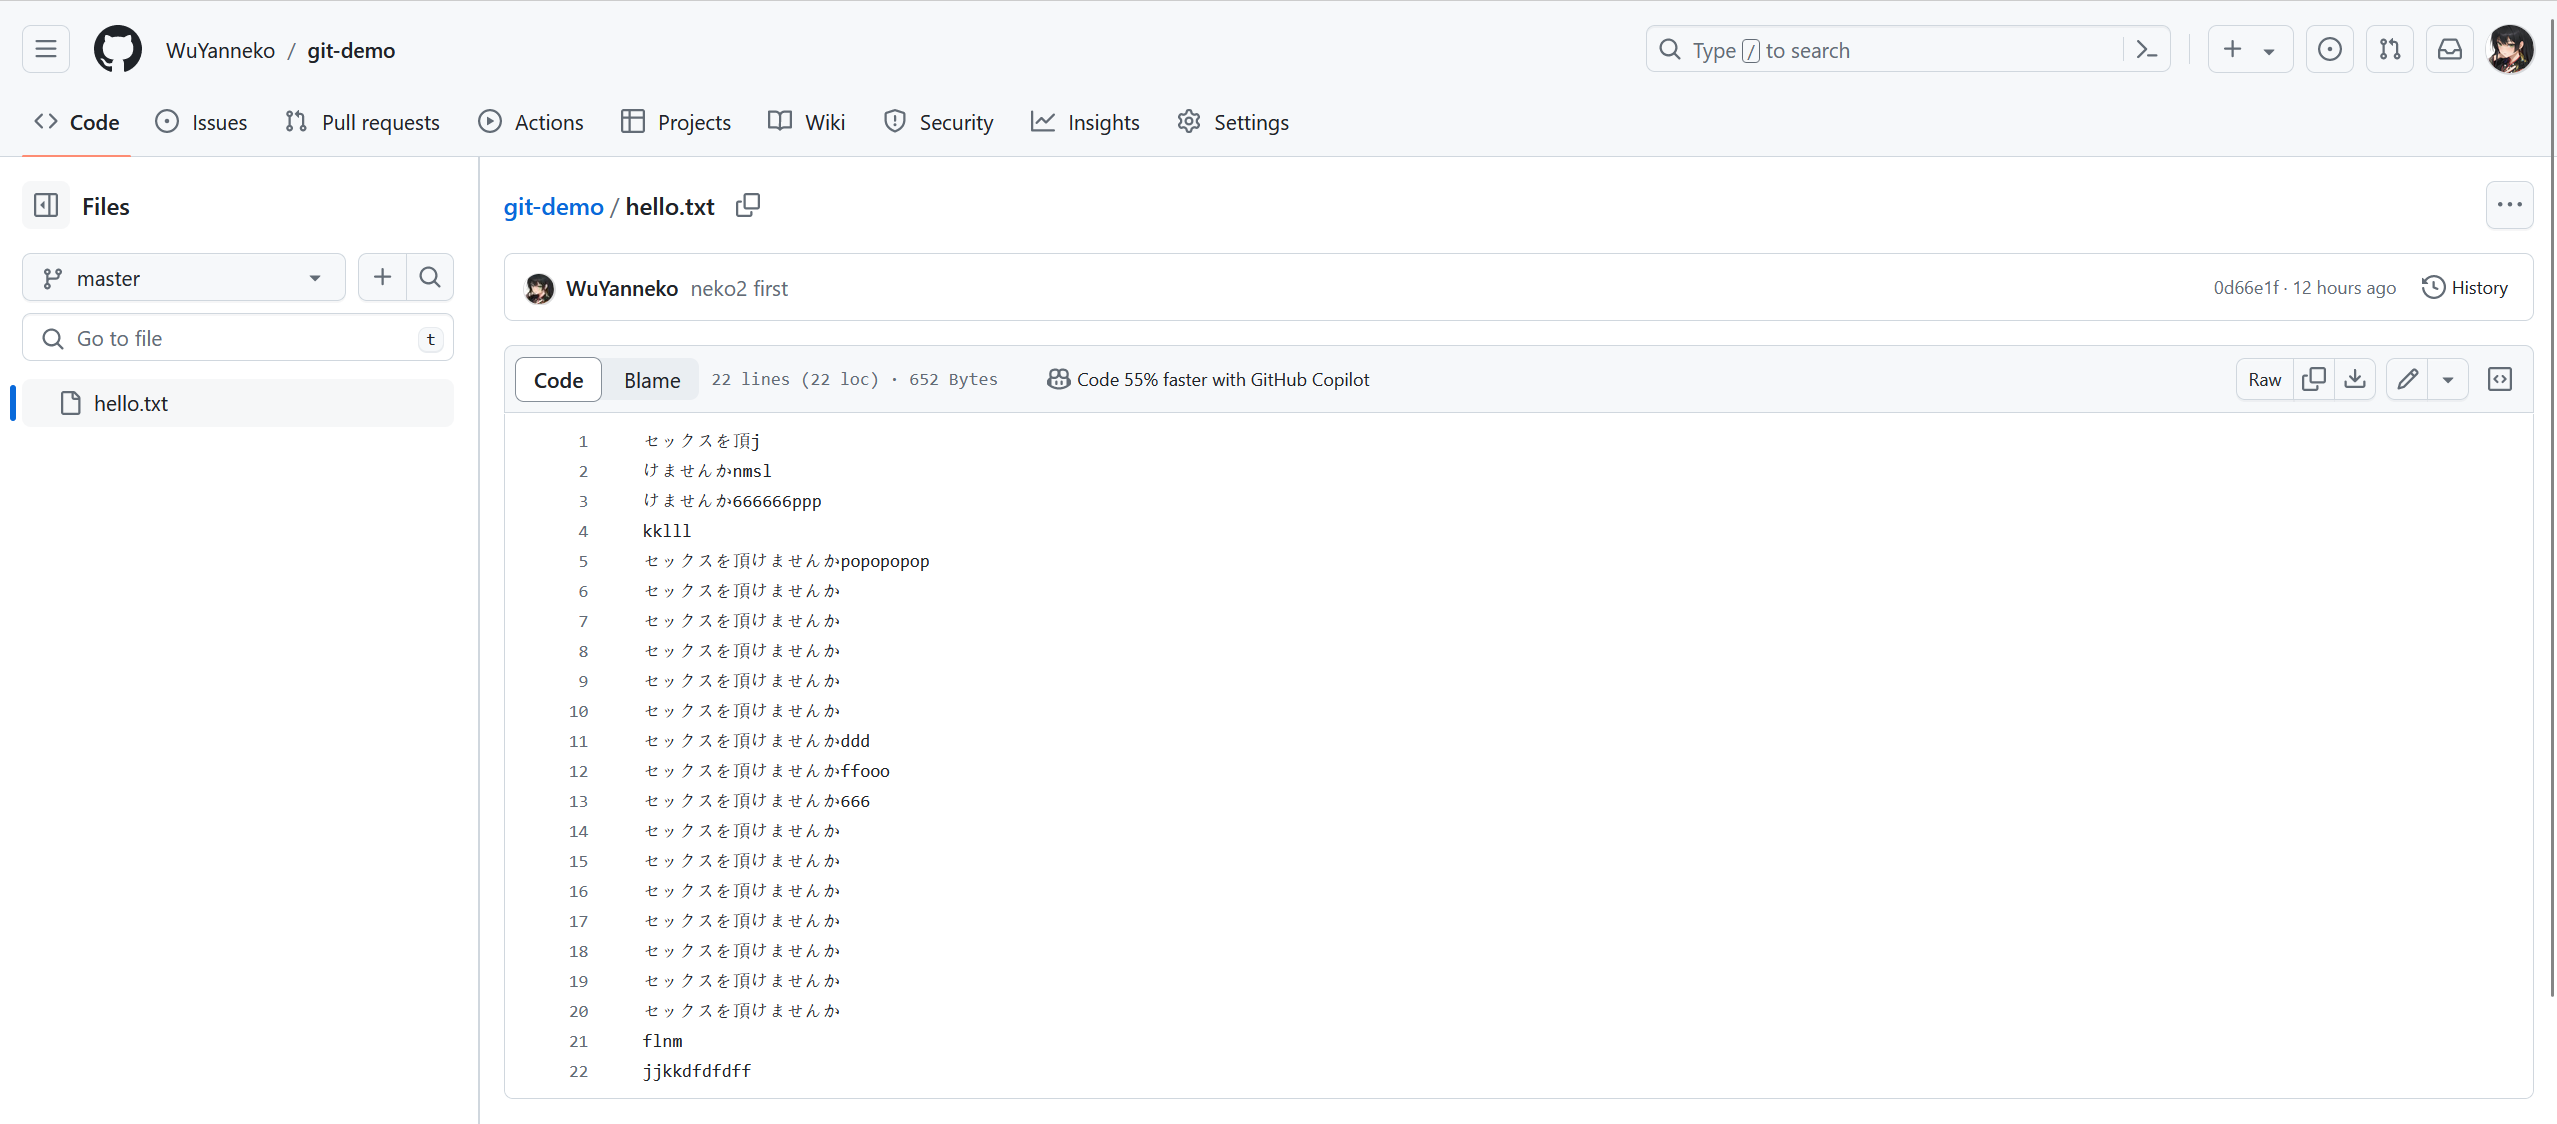 WuYanneko / git-demo
Type / to search
Code
Issues
Pull requests
Actions
Projects
Wiki
Security
Insights
Settings
Files
master
Go to file
t
hello.txt
git-demo / hello.txt
WuYanneko neko2 first
0d66e1f · 12 hours ago
History
Code
Blame
22 lines (22 loc) · 652 Bytes
Code 55% faster with GitHub Copilot
Raw
1 セックスを頂j
2 けませんかnmsl
3 けませんか666666ppp
4 kklll
5 セックスを頂けませんかpopopopop
6 セックスを頂けませんか
7 セックスを頂けませんか
8 セックスを頂けませんか
9 セックスを頂けませんか
10 セックスを頂けませんか
11 セックスを頂けませんかddd
12 セックスを頂けませんかffooo
13 セックスを頂けませんか666
14 セックスを頂けませんか
15 セックスを頂けませんか
16 セックスを頂けませんか
17 セックスを頂けませんか
18 セックスを頂けませんか
19 セックスを頂けませんか
20 セックスを頂けませんか
21 flnm
22 jjkkdfdfdff